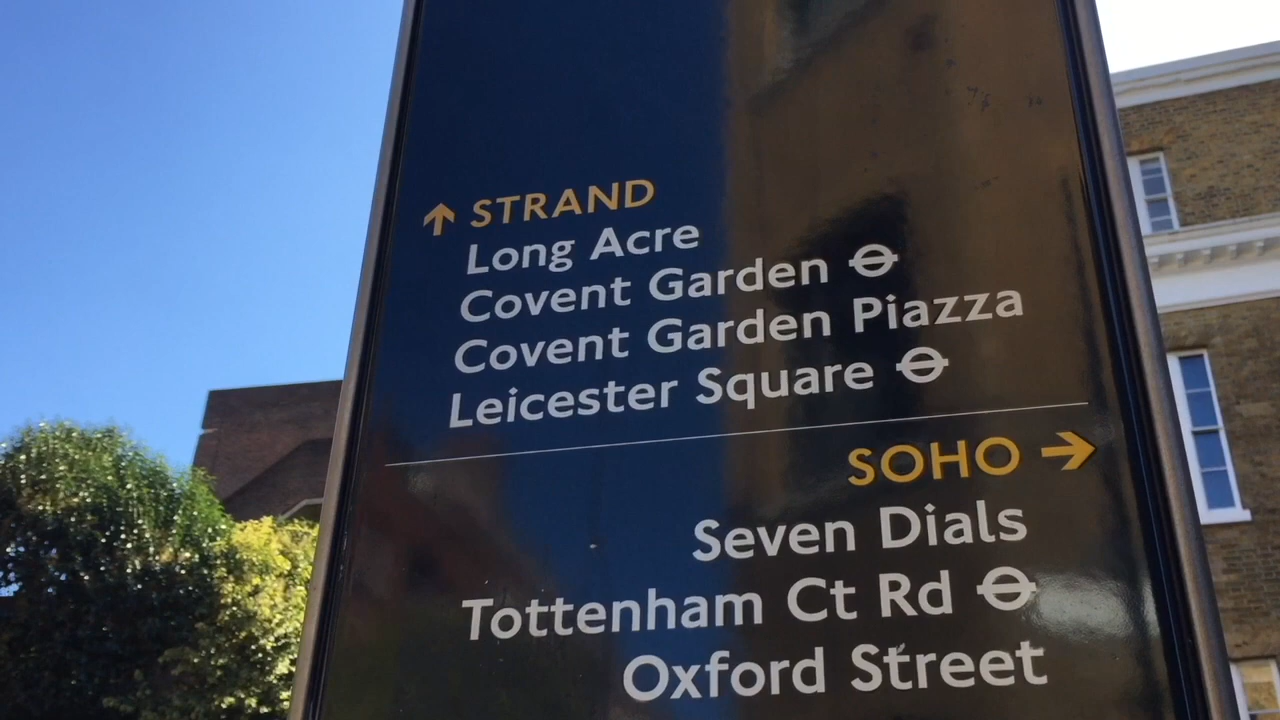 ↑ STRAND
Long Acre
Covent Garden
Covent Garden Piazza
Leicester Square
SOHO →
Seven Dials
Tottenham Ct Rd
Oxford Street